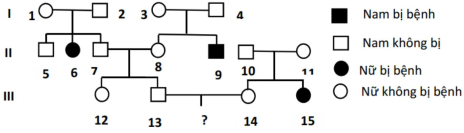 I 1 2 3 4
Nam bị bệnh
II 5 6 7 8 9 10 11
Nam không bị
Nữ bị bệnh
III 12 13 ? 14 15
Nữ không bị bệnh